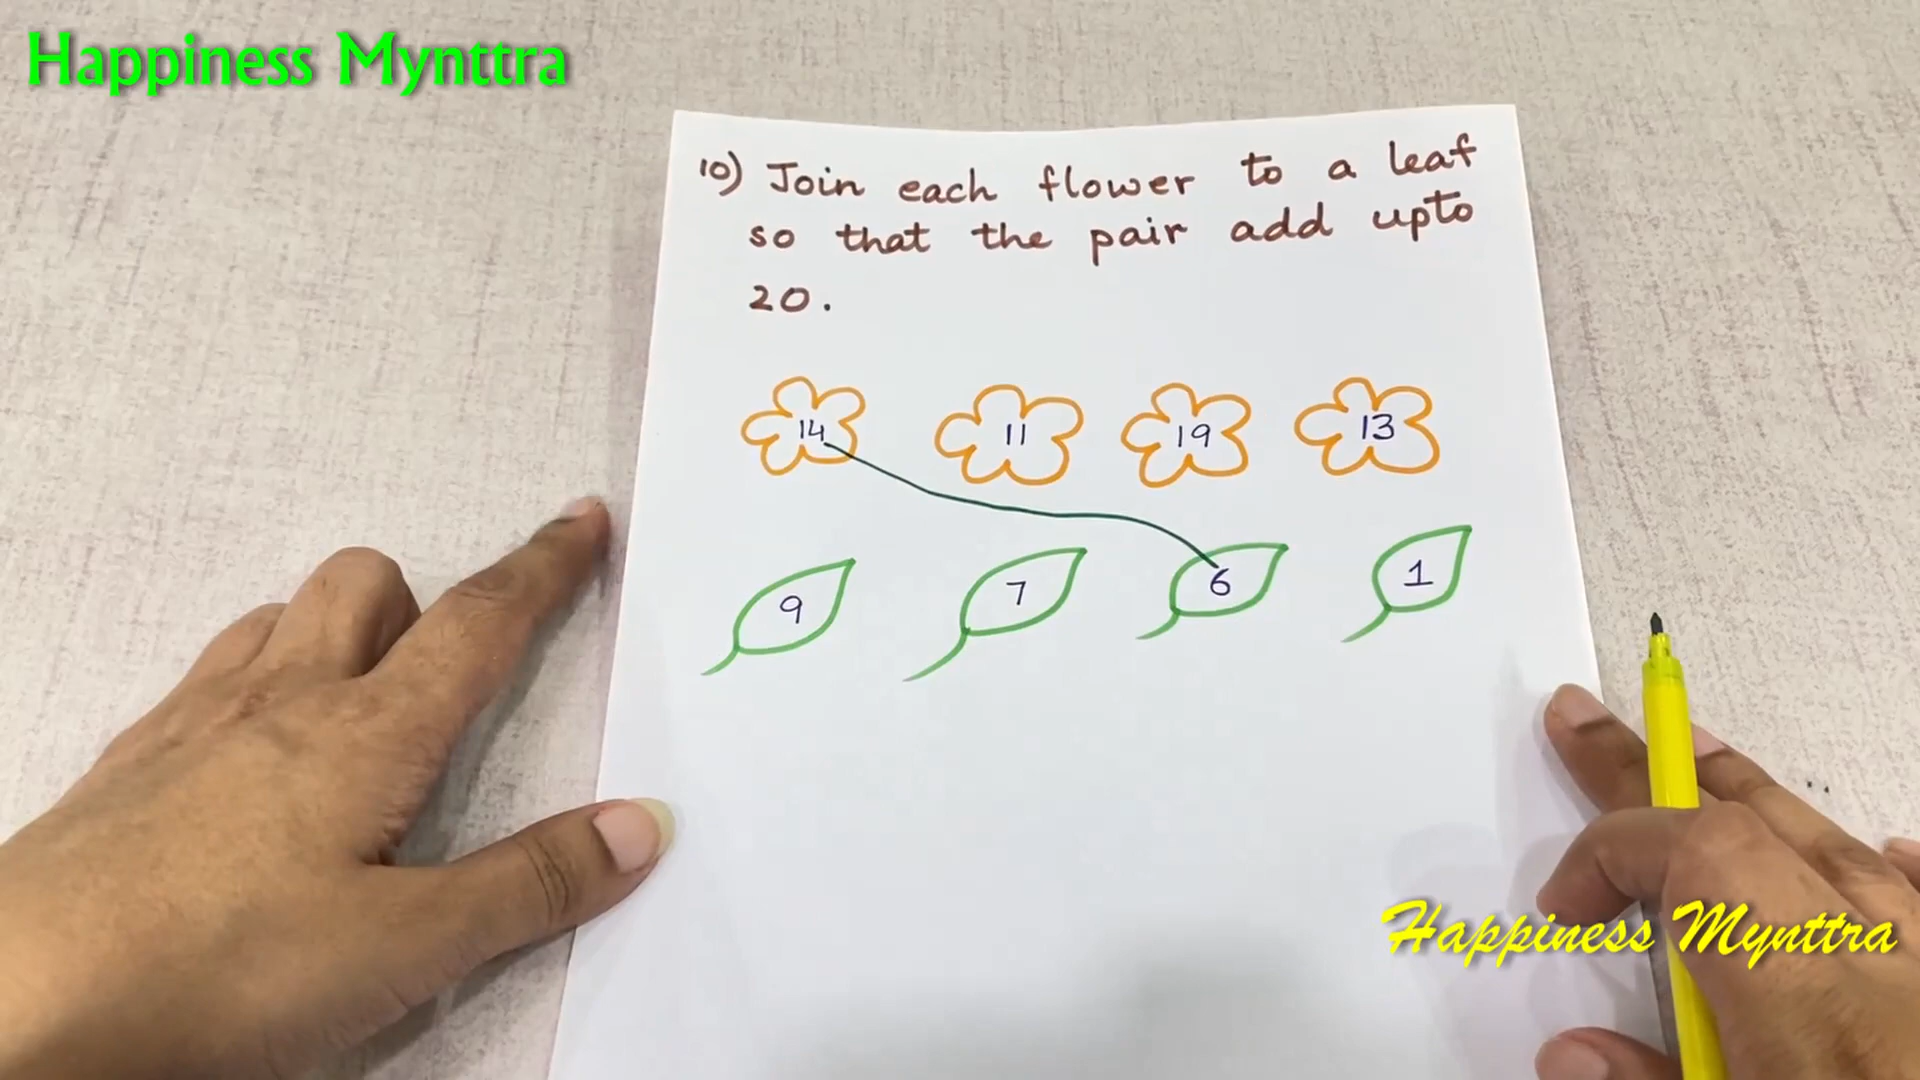 Happiness Mynttra
10) Join each flower to a leaf
so that the pair add upto
20.
14 11 19 13
9 7 6 1
Happiness Mynttra